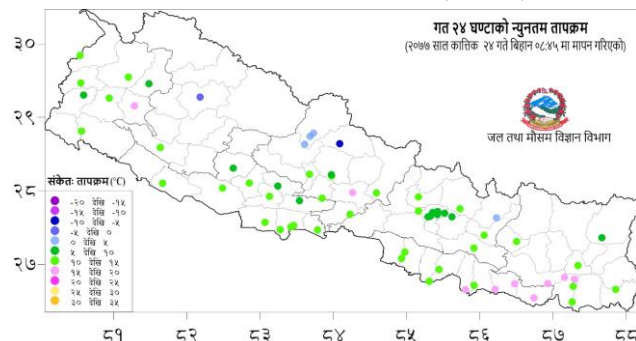 गत २४ घण्टाको न्युनतम तापक्रम
(२०७७ साल कात्तिक २४ गते बिहान ०८:४५ मा मापन गरिएको)
जल तथा मौसम विज्ञान विभाग
३०
२९
२८
२७
संकेतः तापक्रम (°C)
-२० देखि -१५
-१५ देखि -१०
-१० देखि -५
-५ देखि ०
० देखि ५
५ देखि १०
१० देखि १५
१५ देखि २०
२० देखि २५
२५ देखि ३०
३० देखि ३५
८१ ८२ ८३ ८४ ८५ ८६ ८७ ८८